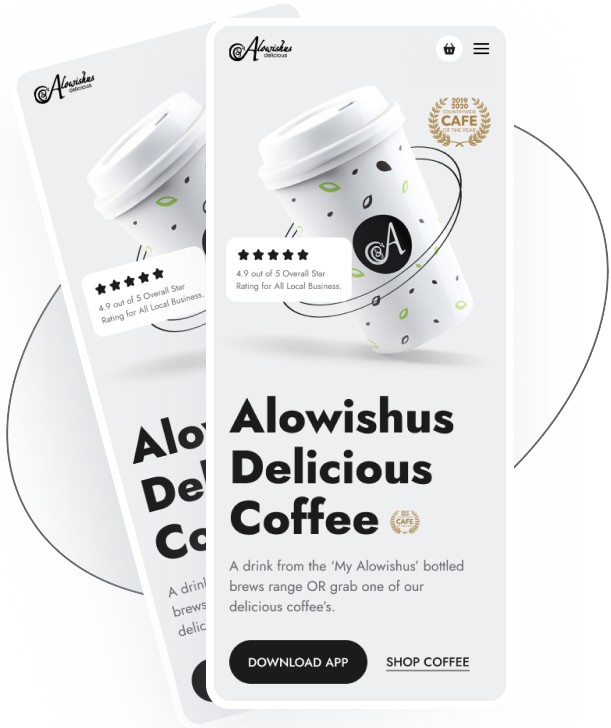 Alowishus
delicious
Alowishus
delicious
2019
2020
COUNTRYWIDE
CAFE
OF THE YEAR
A
4.9 out of 5 Overall Star
Rating for All Local Business.
4.9 out of 5 Overall Star
Rating for All Local Business.
Alowishus
Delicious
Coffee
CAFE
A drink from the ‘My Alowishus’ bottled
brews range OR grab one of our
delicious coffee’s.
DOWNLOAD APP
SHOP COFFEE
Alo
Del
Co
A drink
brews
delic